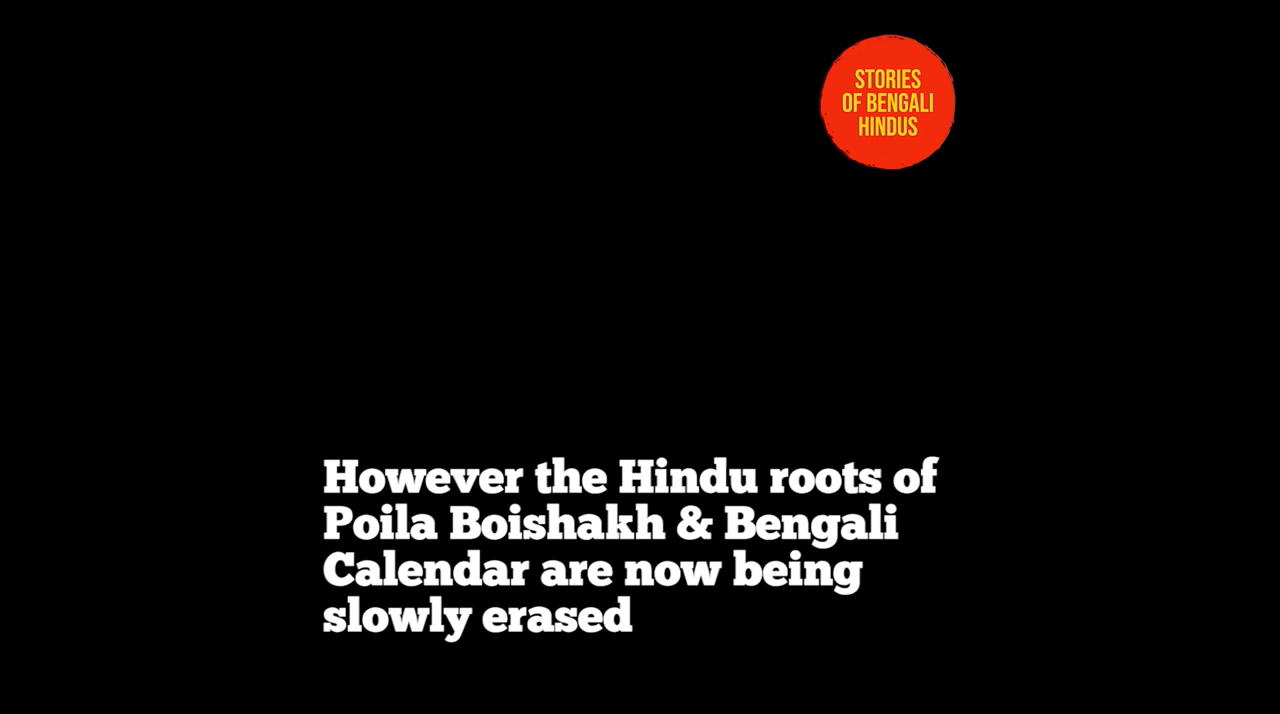 STORIES
OF BENGALI
HINDUS
However the Hindu roots of
Poila Boishakh & Bengali
Calendar are now being
slowly erased